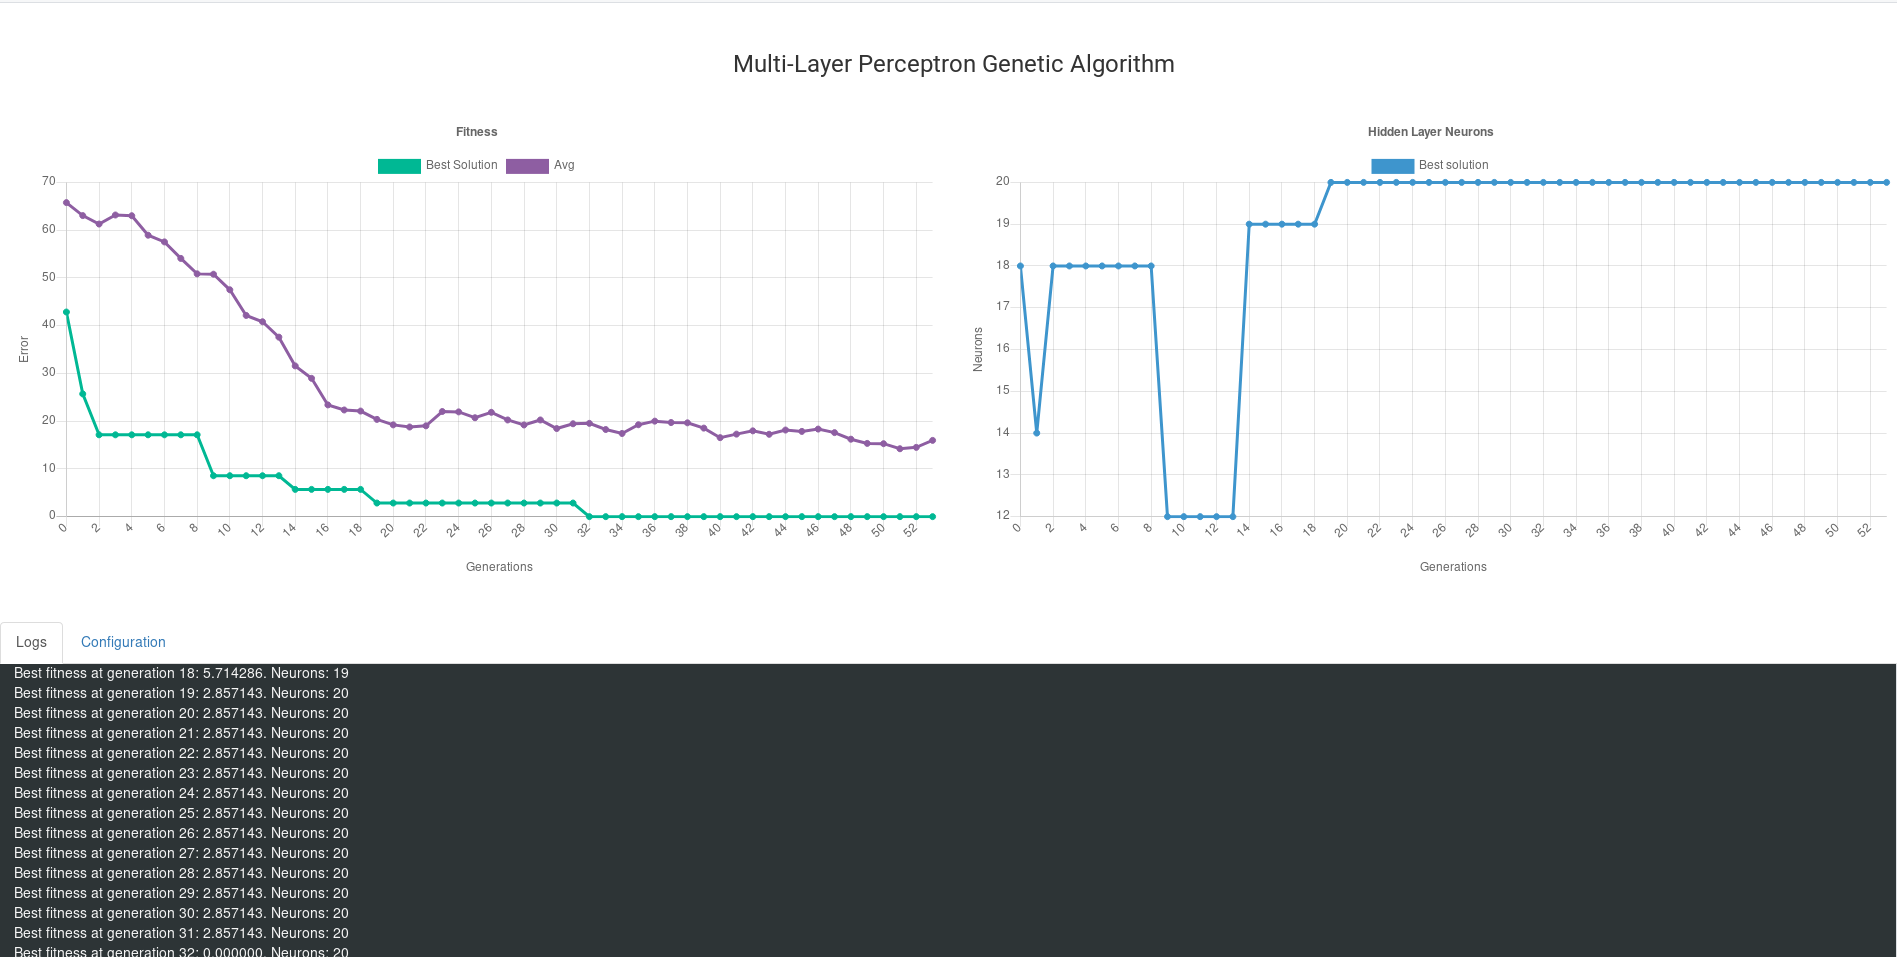 Multi-Layer Perceptron Genetic Algorithm
Fitness
Best Solution Avg
70
60
50
40
30
20
10
0
Error
0 2 4 6 8 10 12 14 16 18 20 22 24 26 28 30 32 34 36 38 40 42 44 46 48 50 52
Generations
Hidden Layer Neurons
Best solution
20
19
18
17
16
15
14
13
12
Neurons
0 2 4 6 8 10 12 14 16 18 20 22 24 26 28 30 32 34 36 38 40 42 44 46 48 50 52
Generations
Logs Configuration
Best fitness at generation 18: 5.714286. Neurons: 19
Best fitness at generation 19: 2.857143. Neurons: 20
Best fitness at generation 20: 2.857143. Neurons: 20
Best fitness at generation 21: 2.857143. Neurons: 20
Best fitness at generation 22: 2.857143. Neurons: 20
Best fitness at generation 23: 2.857143. Neurons: 20
Best fitness at generation 24: 2.857143. Neurons: 20
Best fitness at generation 25: 2.857143. Neurons: 20
Best fitness at generation 26: 2.857143. Neurons: 20
Best fitness at generation 27: 2.857143. Neurons: 20
Best fitness at generation 28: 2.857143. Neurons: 20
Best fitness at generation 29: 2.857143. Neurons: 20
Best fitness at generation 30: 2.857143. Neurons: 20
Best fitness at generation 31: 2.857143. Neurons: 20
Best fitness at generation 32: 0.000000. Neurons: 20